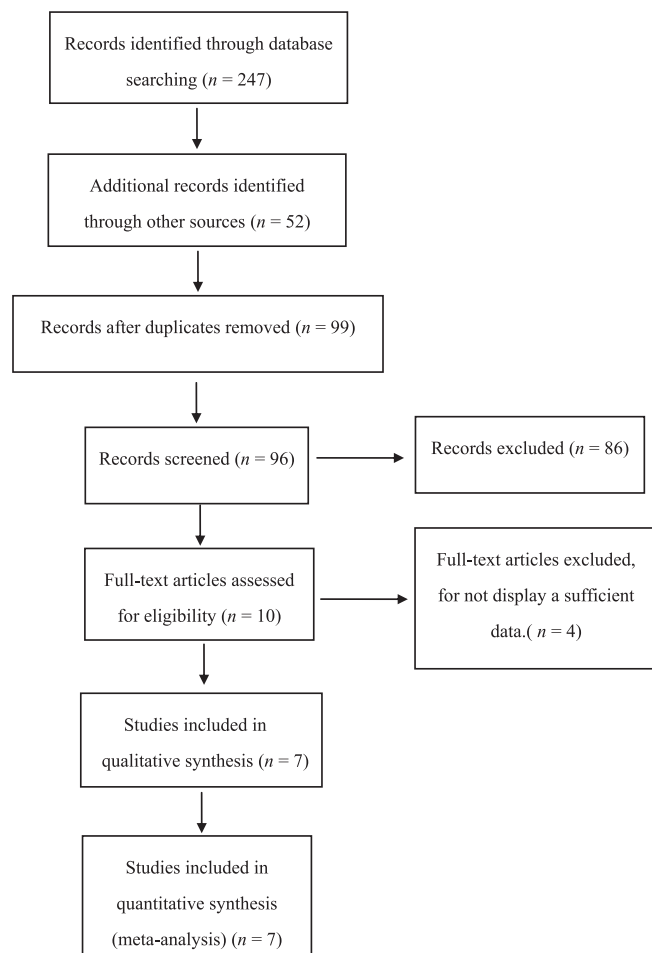 Records identified through database
searching (n = 247)
Additional records identified
through other sources (n = 52)
Records after duplicates removed (n = 99)
Records screened (n = 96)
Records excluded (n = 86)
Full-text articles assessed
for eligibility (n = 10)
Full-text articles excluded,
for not display a sufficient
data.( n = 4)
Studies included in
qualitative synthesis (n = 7)
Studies included in
quantitative synthesis
(meta-analysis) (n = 7)